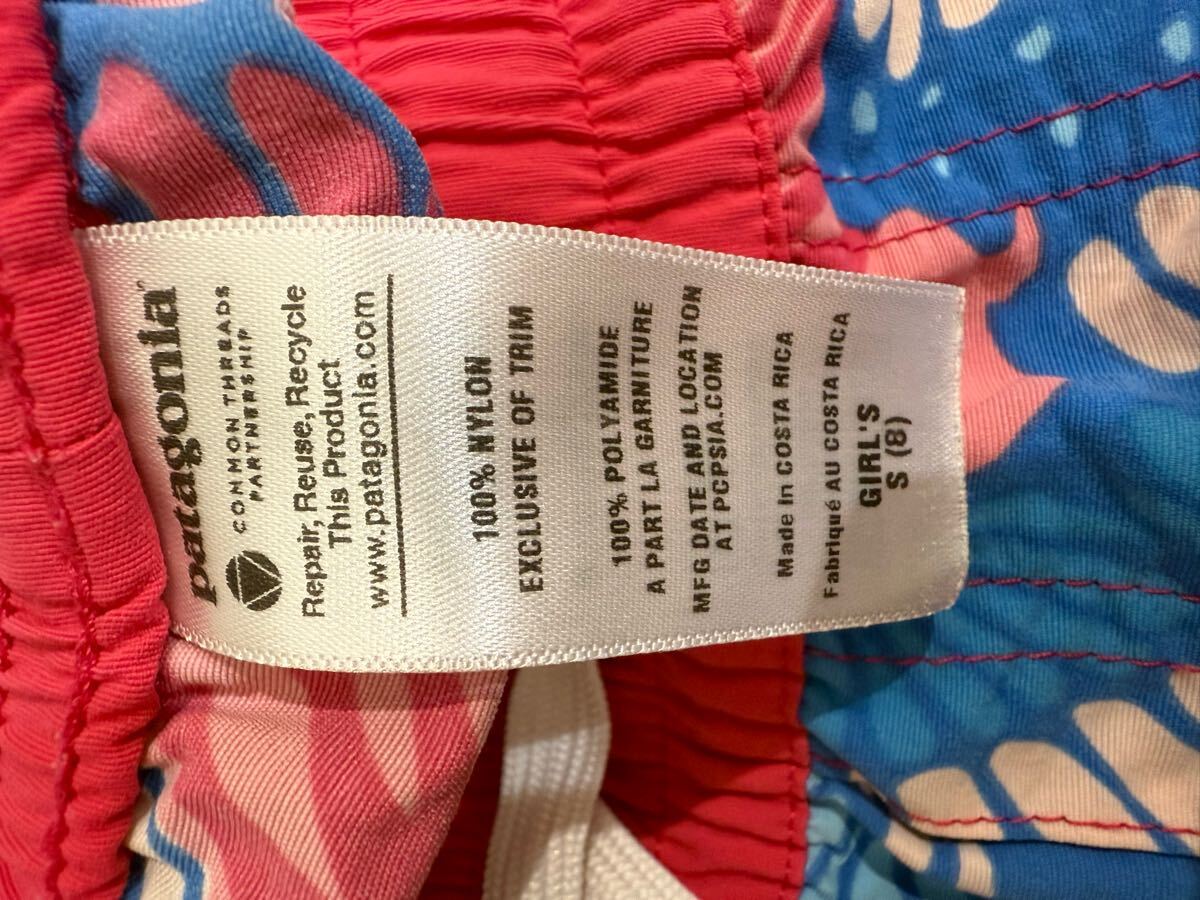 patagonia
COMMON THREADS
PARTNERSHIP
Repair, Reuse, Recycle
This Product
www.patagonia.com
100% NYLON
EXCLUSIVE OF TRIM
100% POLYAMIDE
A PART LA GARNITURE
MFG DATE AND LOCATION
AT PCPSIA.COM
Made in COSTA RICA
Fabriqué AU COSTA RICA
GIRL'S
S (8)